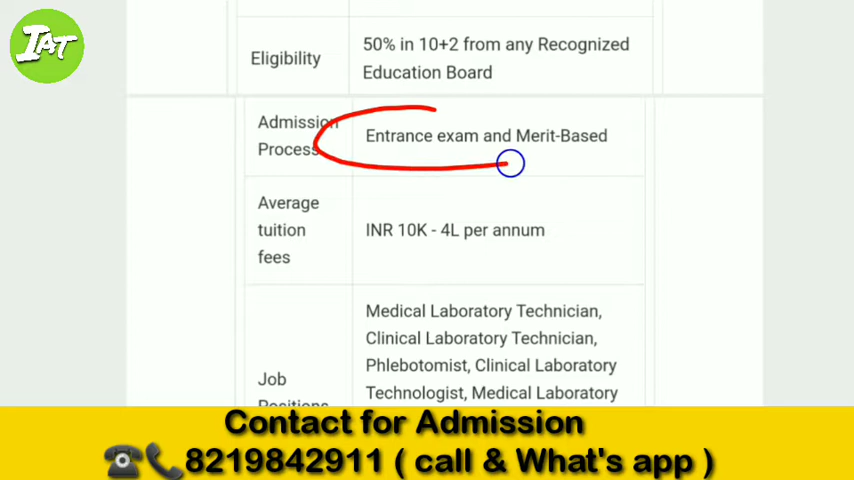 IAT
Eligibility
50% in 10+2 from any Recognized
Education Board
Admission
Process
Entrance exam and Merit-Based
Average
tuition
fees
INR 10K - 4L per annum
Job
Positions
Medical Laboratory Technician,
Clinical Laboratory Technician,
Phlebotomist, Clinical Laboratory
Technologist, Medical Laboratory
Contact for Admission
8219842911 ( call & What's app )